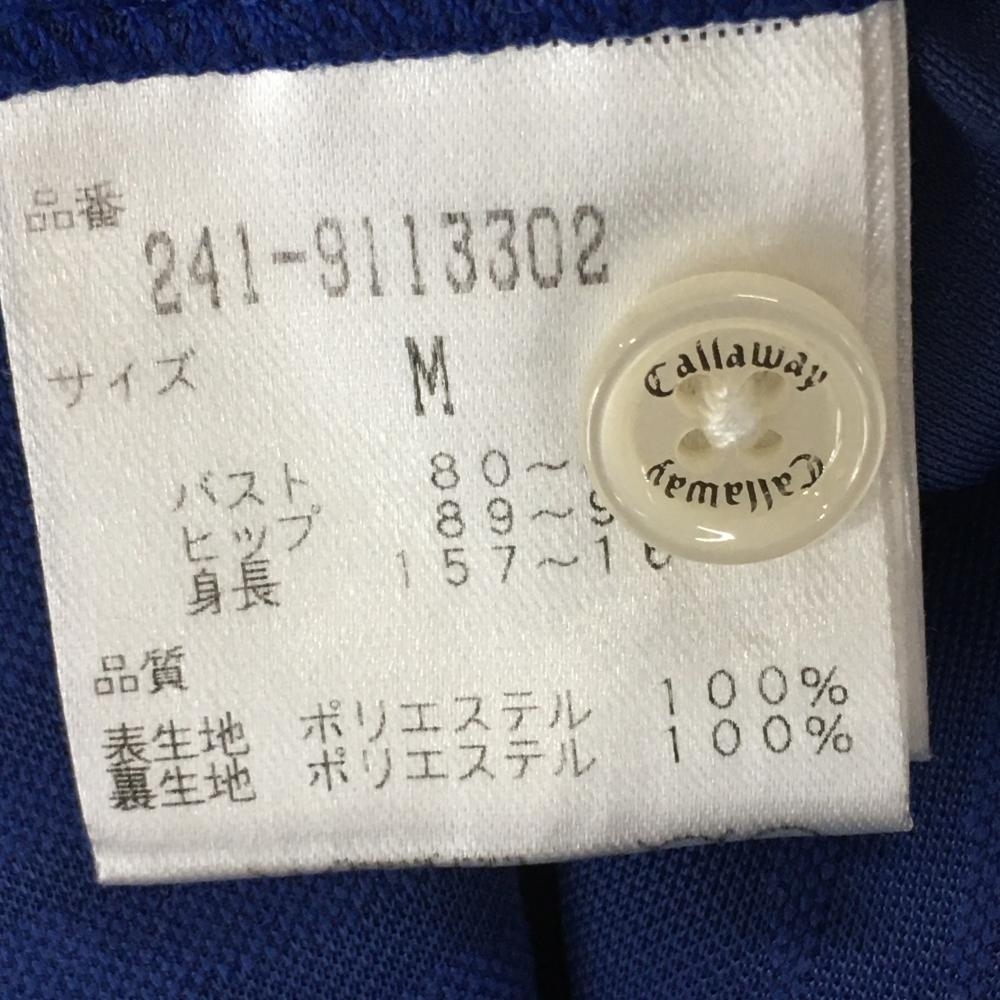 品番
241-9113302
サイズ M
バスト 80～
ヒップ 89～9
身長 157～16
品質
表生地 ポリエステル 100%
裏生地 ポリエステル 100%
Callaway
Callaway